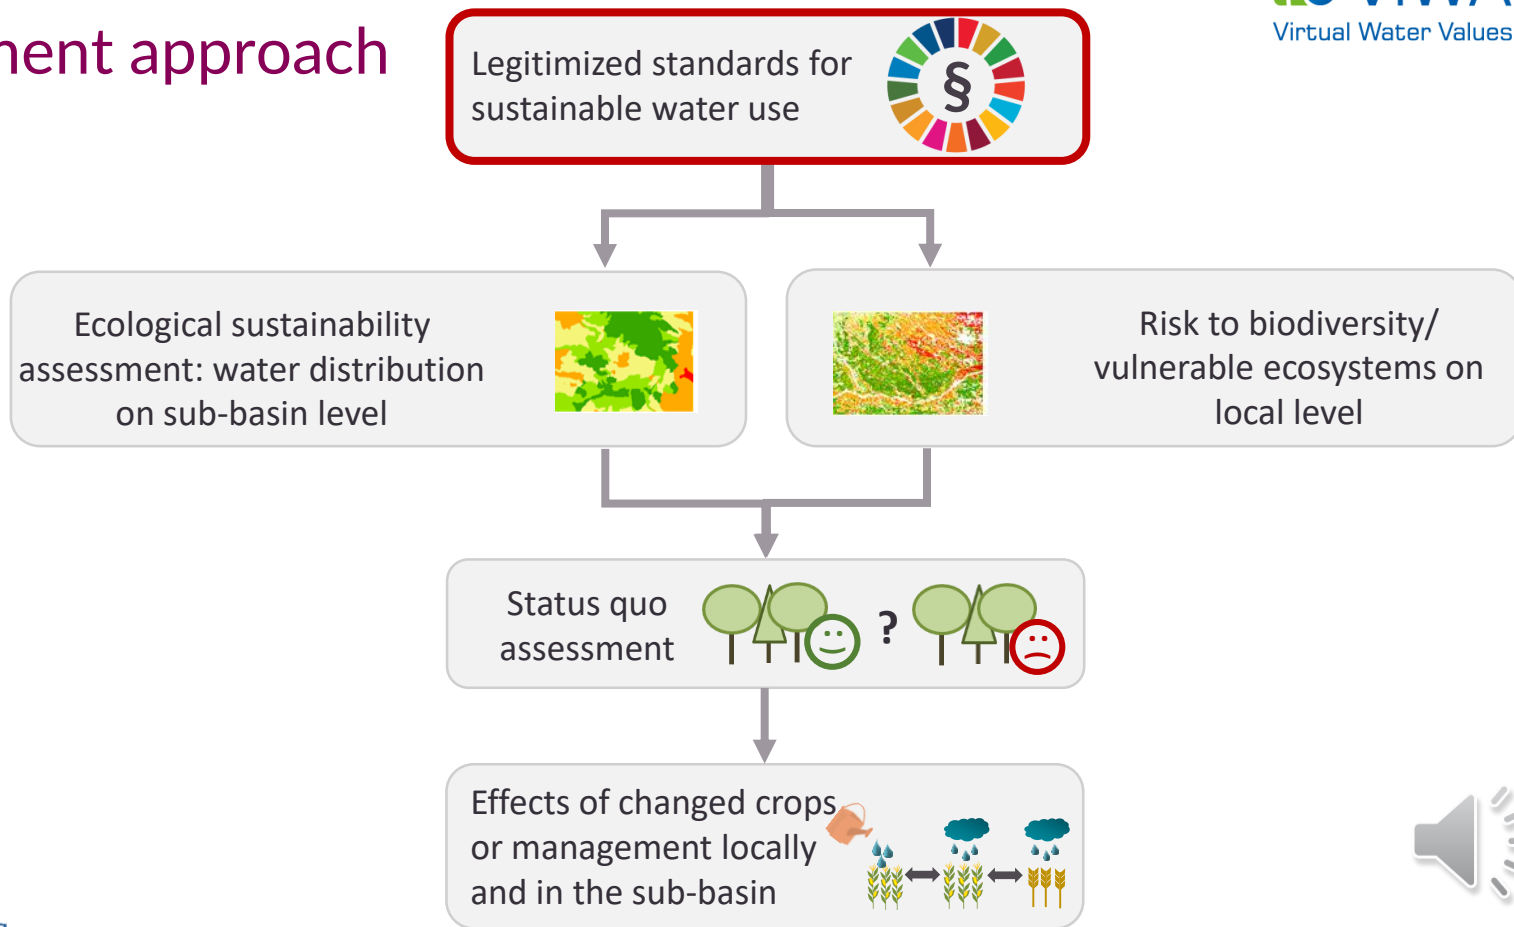 approach
Legitimized standards for
sustainable water use
§
Virtual Water Values
Ecological sustainability
assessment: water distribution
on sub-basin level
Risk to biodiversity/
vulnerable ecosystems on
local level
Status quo
assessment
?
Effects of changed crops
or management locally
and in the sub-basin